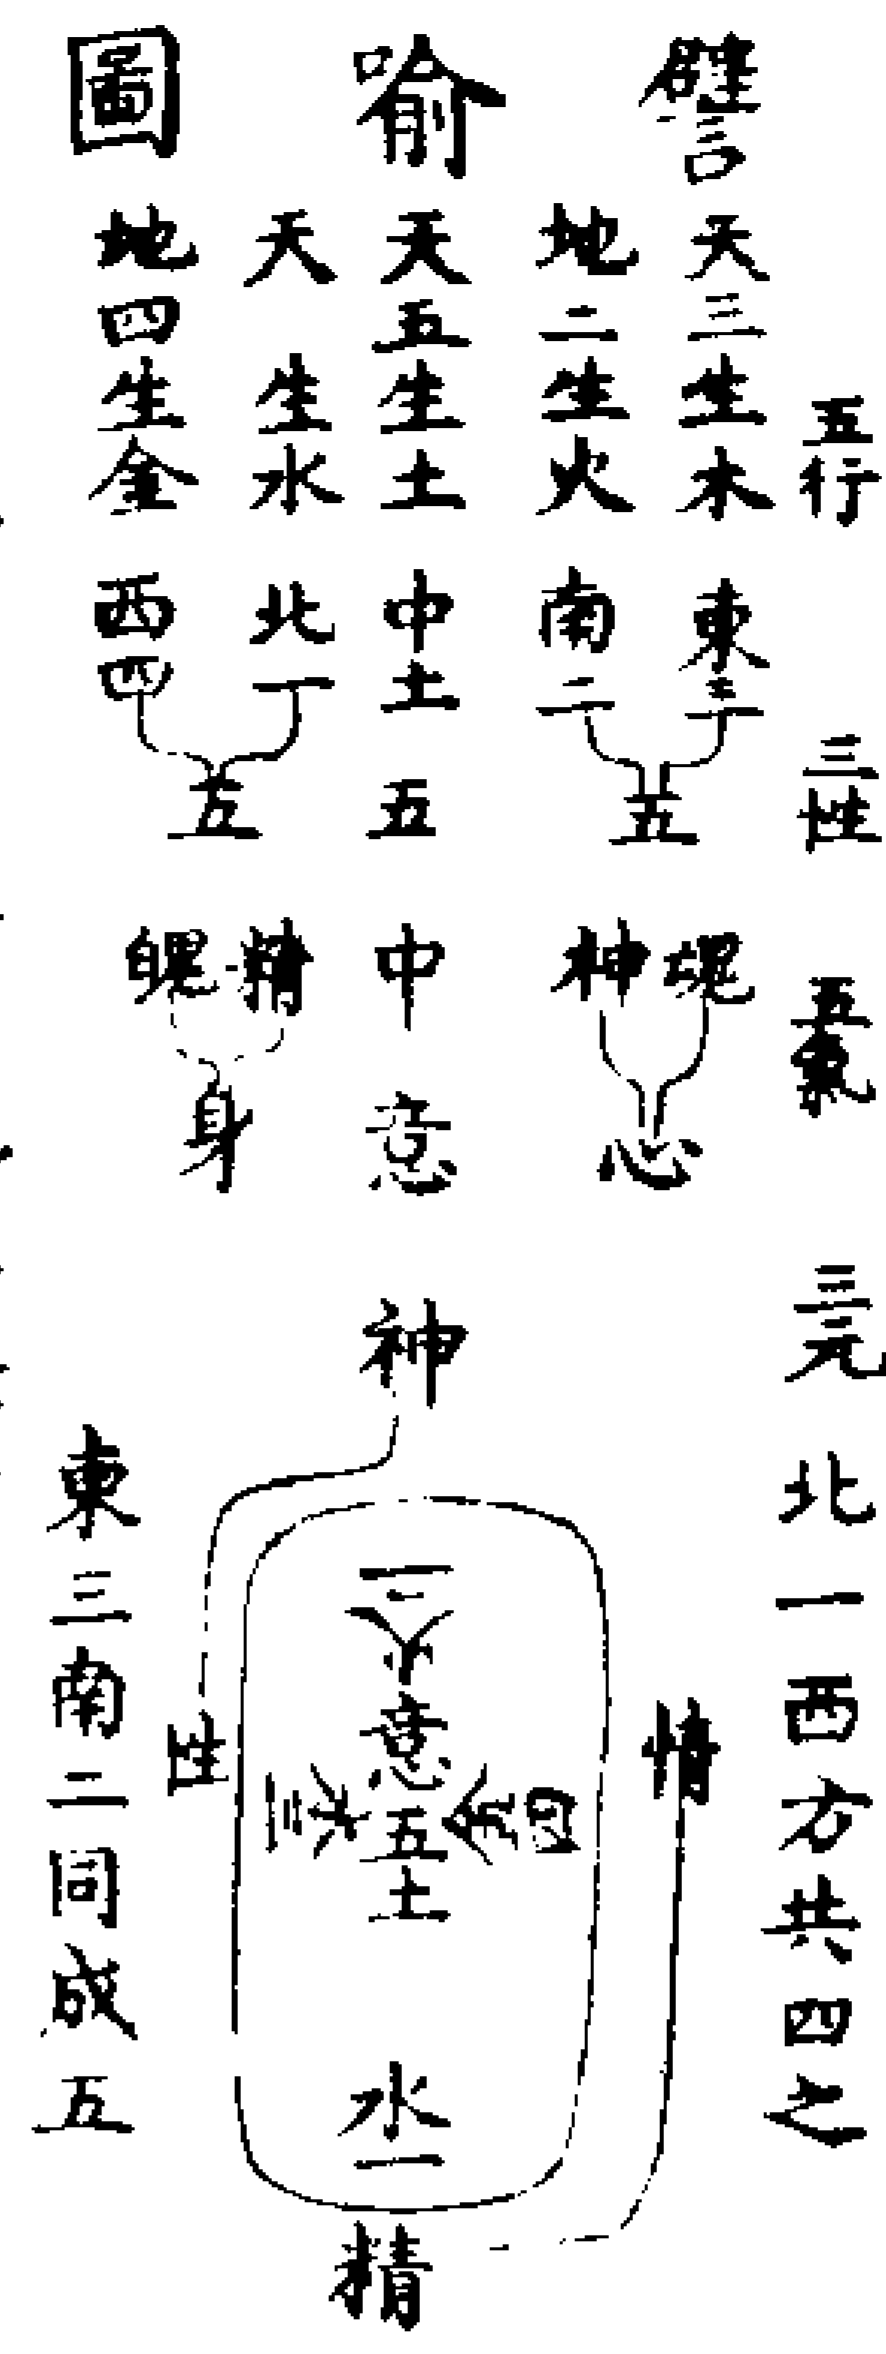 譬喻圖
五行
天三生木
地二生火
天五生土
天 生水
地四生金
三性
東三
南二
五
中土
五
北一
西四
五
五氣
魂
神
心
中
意
精
魄
身
三元
神
二火
性
三木
意
五土
金四
情
水一
精
北一西方共四之
東三南二同成五